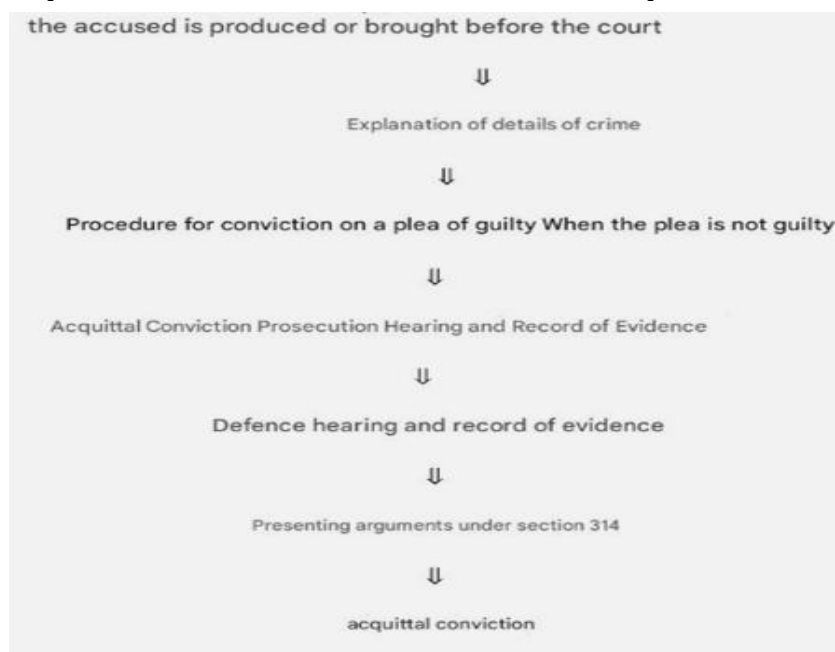 the accused is produced or brought before the court
⇓
Explanation of details of crime
⇓
Procedure for conviction on a plea of guilty When the plea is not guilty
⇓
Acquittal Conviction Prosecution Hearing and Record of Evidence
⇓
Defence hearing and record of evidence
⇓
Presenting arguments under section 314
⇓
acquittal conviction